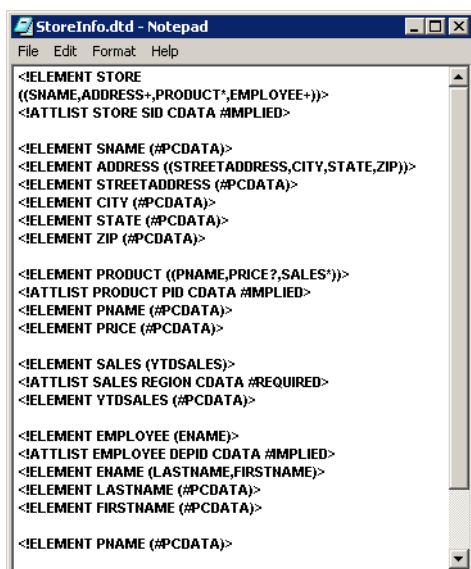 StoreInfo.dtd - Notepad
File Edit Format Help
<!ELEMENT STORE
((SNAME,ADDRESS+,PRODUCT*,EMPLOYEE+))>
<!ATTLIST STORE SID CDATA #IMPLIED>
<!ELEMENT SNAME (#PCDATA)>
<!ELEMENT ADDRESS ((STREETADDRESS,CITY,STATE,ZIP))>
<!ELEMENT STREETADDRESS (#PCDATA)>
<!ELEMENT CITY (#PCDATA)>
<!ELEMENT STATE (#PCDATA)>
<!ELEMENT ZIP (#PCDATA)>
<!ELEMENT PRODUCT ((PNAME,PRICE?,SALES*))>
<!ATTLIST PRODUCT PID CDATA #IMPLIED>
<!ELEMENT PNAME (#PCDATA)>
<!ELEMENT PRICE (#PCDATA)>
<!ELEMENT SALES (YTDSALES)>
<!ATTLIST SALES REGION CDATA #REQUIRED>
<!ELEMENT YTDSALES (#PCDATA)>
<!ELEMENT EMPLOYEE (ENAME)>
<!ATTLIST EMPLOYEE DEPID CDATA #IMPLIED>
<!ELEMENT ENAME (LASTNAME,FIRSTNAME)>
<!ELEMENT LASTNAME (#PCDATA)>
<!ELEMENT FIRSTNAME (#PCDATA)>
<!ELEMENT PNAME (#PCDATA)>